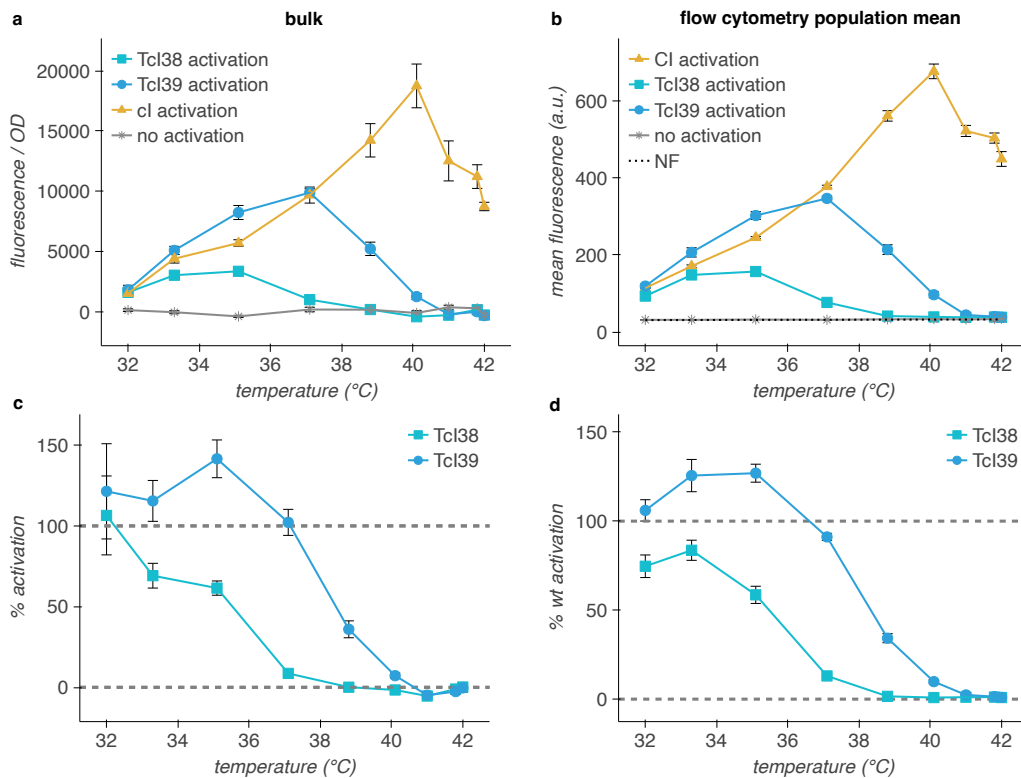 a
bulk
TcI38 activation
TcI39 activation
cI activation
no activation
fluorescence / OD
20000
15000
10000
5000
0
32
34
36
38
40
42
temperature (°C)
b
flow cytometry population mean
CI activation
TcI38 activation
TcI39 activation
no activation
NF
mean fluorescence (a.u.)
600
400
200
0
32
34
36
38
40
42
temperature (°C)
c
TcI38
TcI39
% activation
150
100
50
0
32
34
36
38
40
42
temperature (°C)
d
TcI38
TcI39
% wt activation
150
100
50
0
32
34
36
38
40
42
temperature (°C)